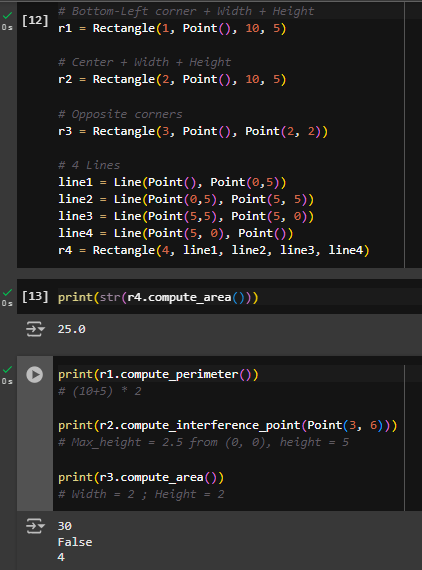 # Bottom-Left corner + Width + Height
[12] r1 = Rectangle(1, Point(), 10, 5)
0s
# Center + Width + Height
r2 = Rectangle(2, Point(), 10, 5)
# Opposite corners
r3 = Rectangle(3, Point(), Point(2, 2))
# 4 Lines
line1 = Line(Point(), Point(0,5))
line2 = Line(Point(0,5), Point(5, 5))
line3 = Line(Point(5,5), Point(5, 0))
line4 = Line(Point(5, 0), Point())
r4 = Rectangle(4, line1, line2, line3, line4)
[13] print(str(r4.compute_area()))
0s
25.0
print(r1.compute_perimeter())
0s
# (10+5) * 2
print(r2.compute_interference_point(Point(3, 6)))
# Max_height = 2.5 from (0, 0), height = 5
print(r3.compute_area())
# Width = 2 ; Height = 2
30
False
4